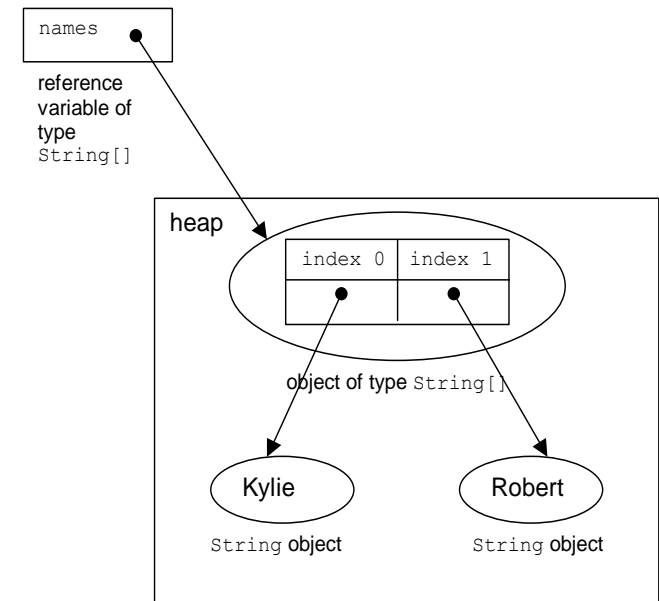 names
reference
variable of
type
String[]
heap
index 0 index 1
object of type String[]
Kylie Robert
String object String object